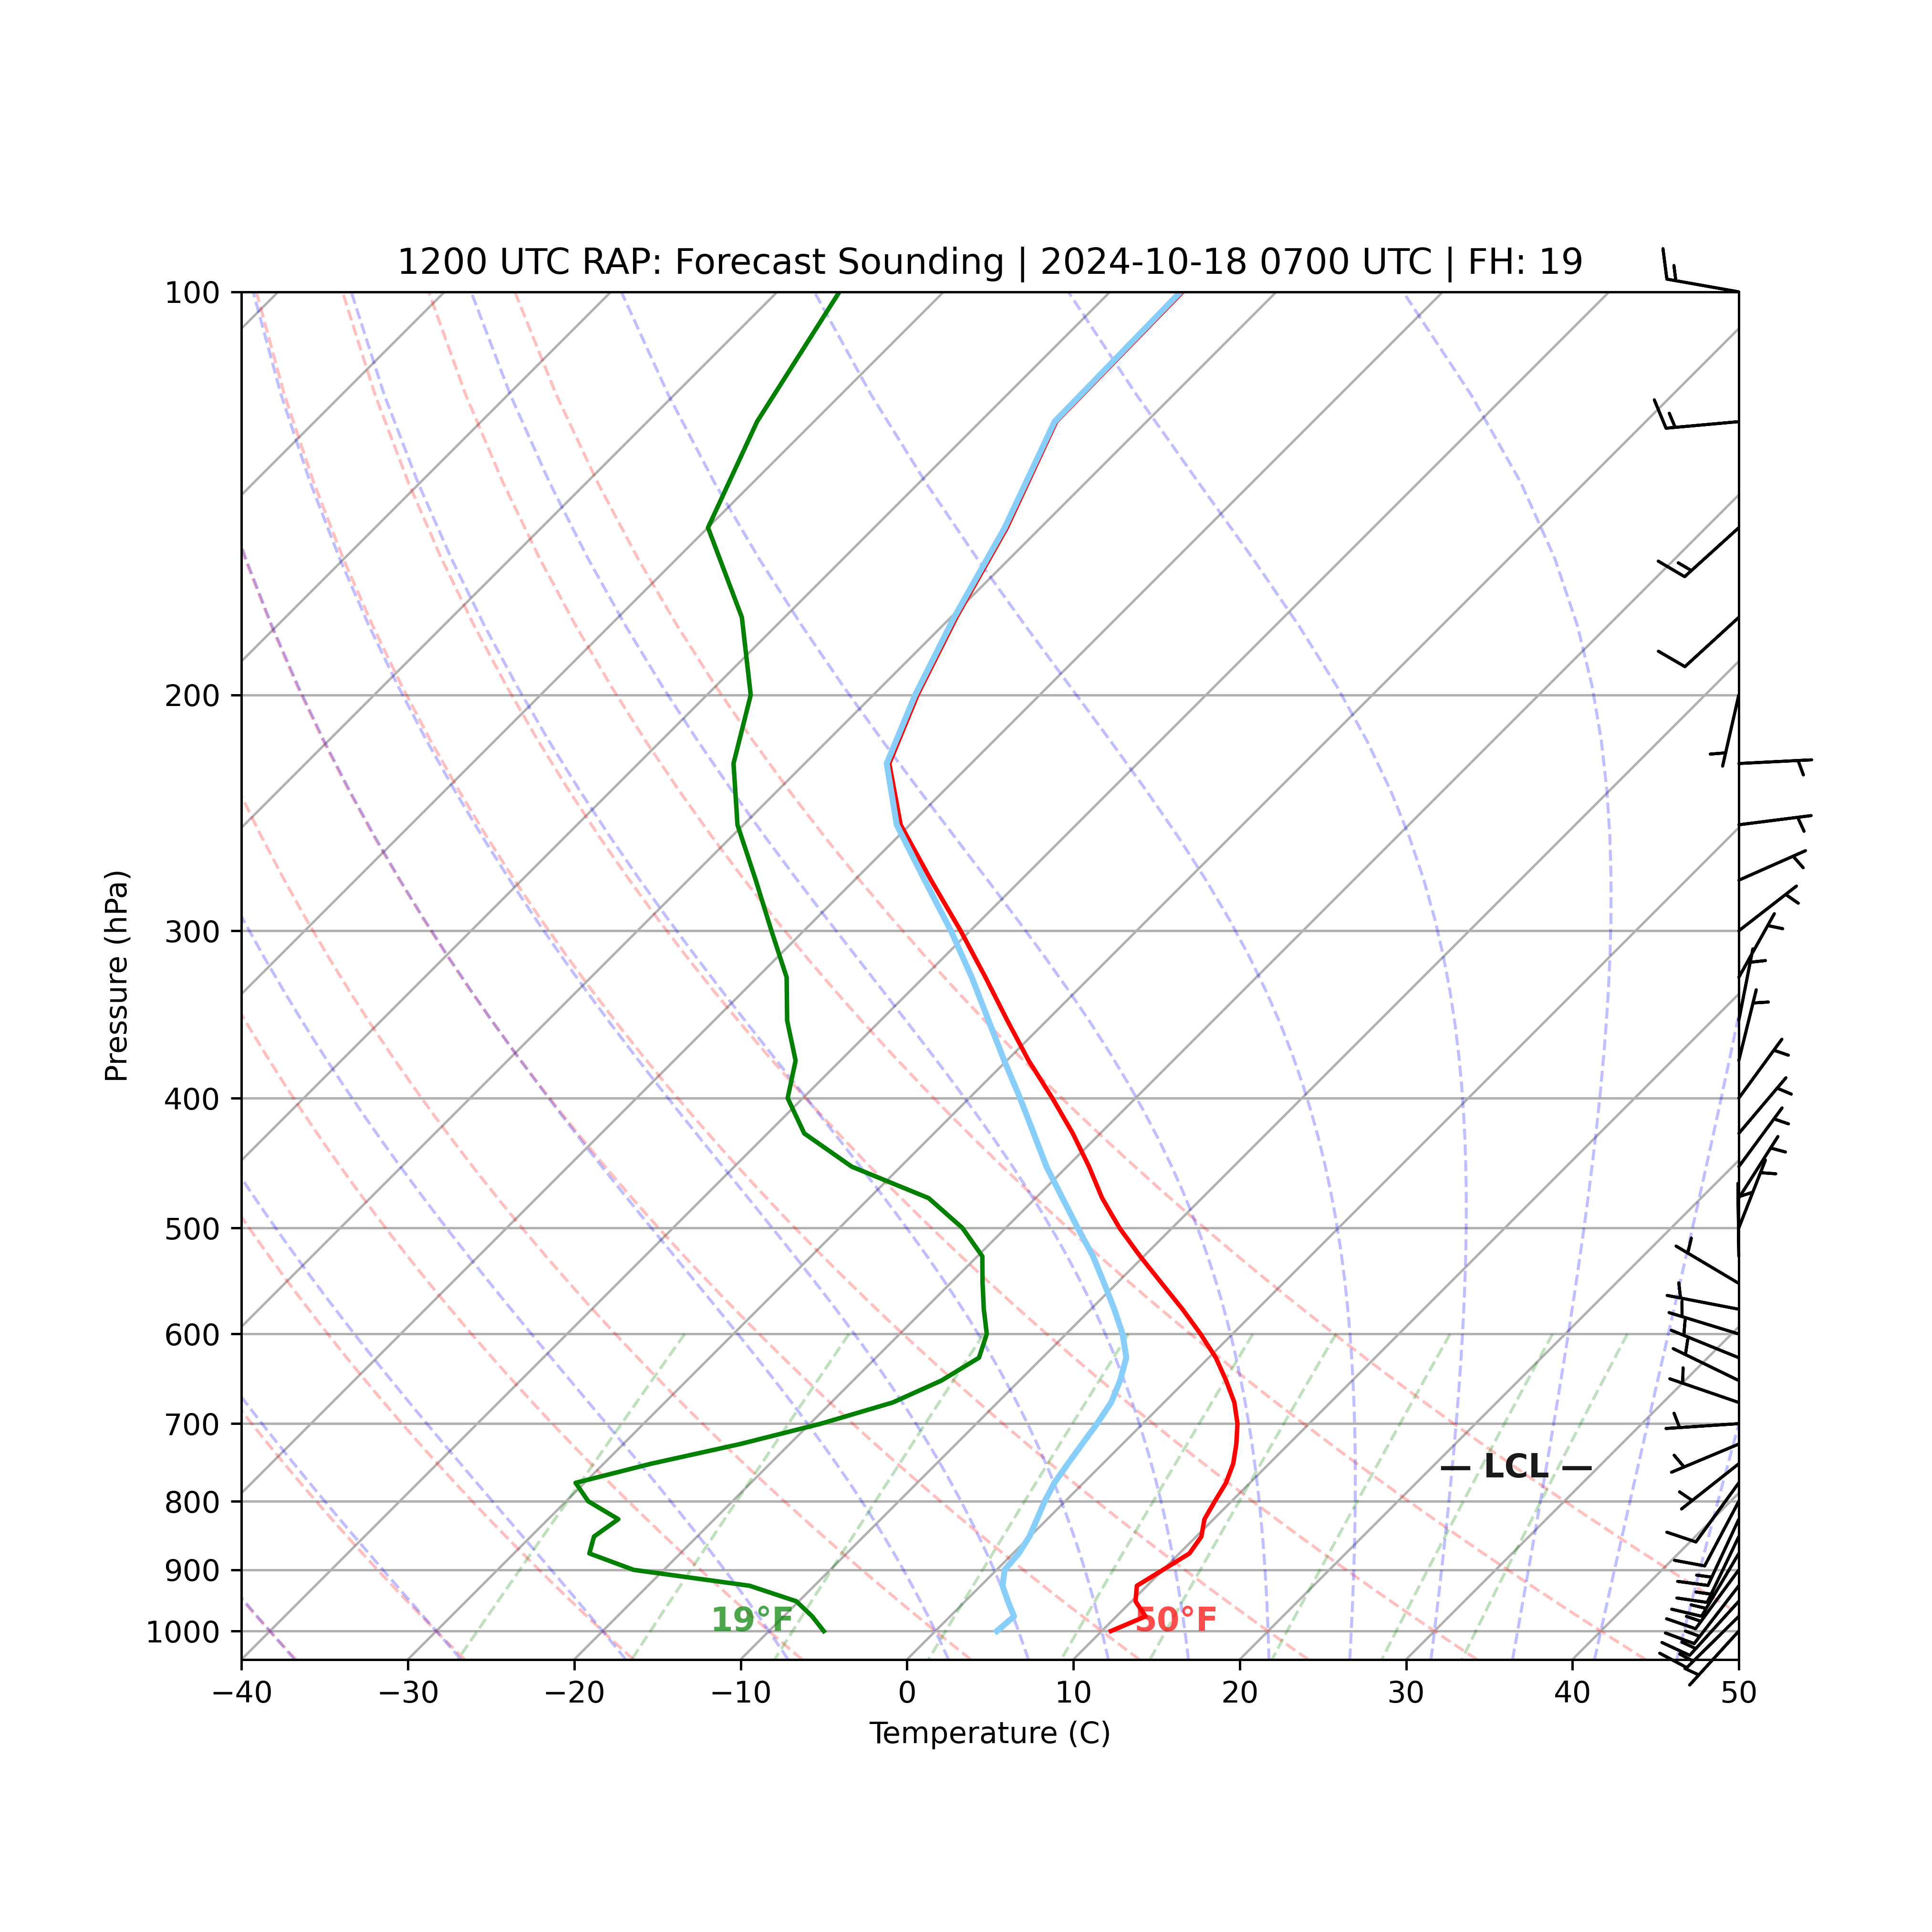 1200 UTC RAP: Forecast Sounding | 2024-10-18 0700 UTC | FH: 19
100
200
300
400
500
600
700
800
900
1000
Pressure (hPa)
— LCL —
19°F
50°F
−40 −30 −20 −10 0 10 20 30 40 50
Temperature (C)